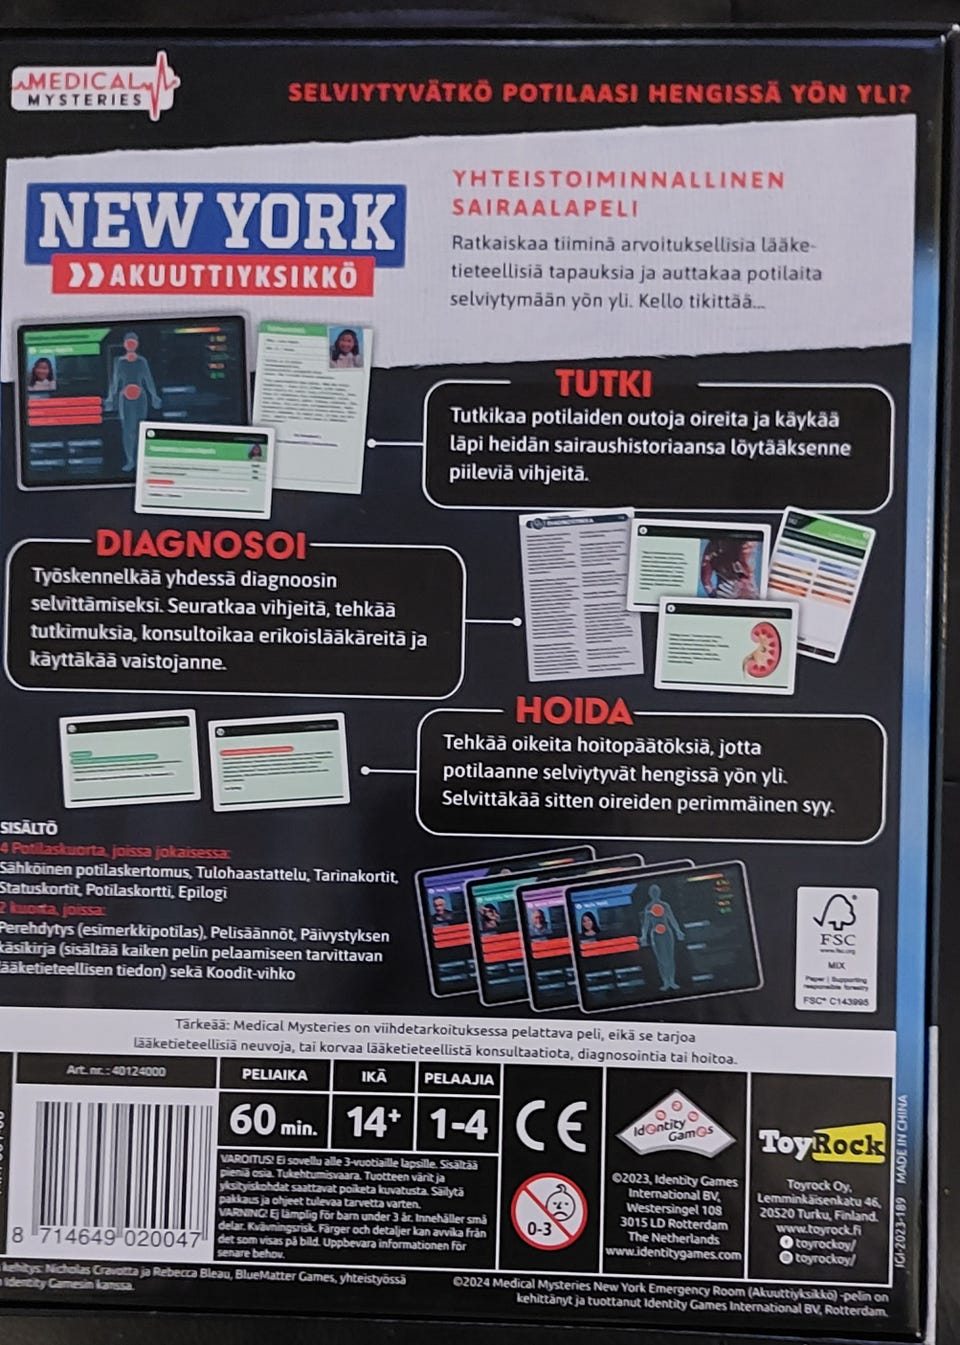 MEDICAL
MYSTERIES
SELVIYTYVÄTKÖ POTILAASI HENGISSÄ YÖN YLI?
NEW YORK
AKUUTTIYKSIKKÖ
YHTEISTOIMINNALLINEN
SAIRAALAPELI
Ratkaiskaa tiiminä arvoituksellisia lääke-
tieteellisiä tapauksia ja auttakaa potilaita
selviytymään yön yli. Kello tikittää...
TUTKI
Tutkikaa potilaiden outoja oireita ja käykää
läpi heidän sairaushistoriaansa löytääksenne
piileviä vihjeitä.
DIAGNOSOI
Työskennelkää yhdessä diagnoosin
selvittämiseksi. Seuratkaa vihjeitä, tehkää
tutkimuksia, konsultoikaa erikoislääkäreitä ja
käyttäkää vaistojanne.
HOIDA
Tehkää oikeita hoitopäätöksiä, jotta
potilaanne selviytyvät hengissä yön yli.
Selvittäkää sitten oireiden perimmäinen syy.
SISÄLTÖ
4 Potilaskuorta, joissa jokaisessa:
Sähköinen potilaskertomus, Tulohaastattelu, Tarinakortit,
Statuskortit, Potilaskortti, Epilogi
2 kuorta, joissa:
Perehdytys (esimerkkipotilas), Pelisäännöt, Päivystyksen
käsikirja (sisältää kaiken pelin pelaamiseen tarvittavan
lääketieteellisen tiedon) sekä Koodit-vihko
FSC
www.fsc.org
MIX
Paper | Supporting
responsible forestry
FSC® C143995
Tärkeää: Medical Mysteries on viihdetarkoituksessa pelattava peli, eikä se tarjoa
lääketieteellisiä neuvoja, tai korvaa lääketieteellistä konsultaatiota, diagnosointia tai hoitoa.
Art. nr.: 40124000
8 714649 020047
PELIAIKA
60 min.
IKÄ
14+
PELAAJIA
1-4
VAROITUS! Ei sovellu alle 3-vuotiaille lapsille. Sisältää
pieniä osia. Tukehtumisvaara. Tuotteen värit ja
yksityiskohdat saattavat poiketa kuvatusta. Säilytä
pakkaus ja ohjeet tulevaa tarvetta varten.
VARNING! Ej lämplig för barn under 3 år. Innehåller små
delar. Kvävningsrisk. Färger och detaljer kan avvika från
det som visas på bild. Uppbevara informationen för
senare behov.
CE
0-3
Identity
Games
©2023, Identity Games
International BV,
Westersingel 108
3015 LD Rotterdam
The Netherlands
www.identitygames.com
ToyRock
Toyrock Oy,
Lemminkäisenkatu 46,
20520 Turku, Finland.
www.toyrock.fi
toyrockoy/
toyrockoy/
IGI-2023-189 MADE IN CHINA
kehitys: Nicholas Cravotta ja Rebecca Bleau, BlueMatter Games, yhteistyössä
Identity Gamesin kanssa.
©2024 Medical Mysteries New York Emergency Room (Akuuttiyksikkö) -pelin on
kehittänyt ja tuottanut Identity Games International BV, Rotterdam.